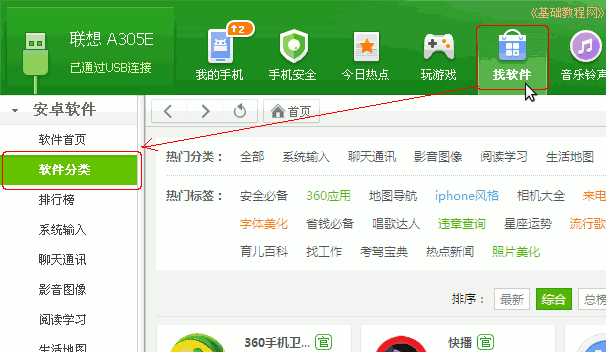 《基础教程网》
联想 A305E
已通过USB连接
2
我的手机 手机安全 今日热点 玩游戏 找软件 音乐铃声
安卓软件
首页
软件首页
软件分类
排行榜
系统输入
聊天通讯
影音图像
阅读学习
生活地图
热门分类： 全部 系统输入 聊天通讯 影音图像 阅读学习 生活地图
热门标签： 安全必备 360应用 地图导航 iphone风格 相机大全 来电
字体美化 省钱必备 唱歌达人 违章查询 星座运势 流行歌
育儿百科 找工作 考驾宝典 热点新闻 照片美化
排序： 最新 综合 总榜
360手机卫... 官 快播 官